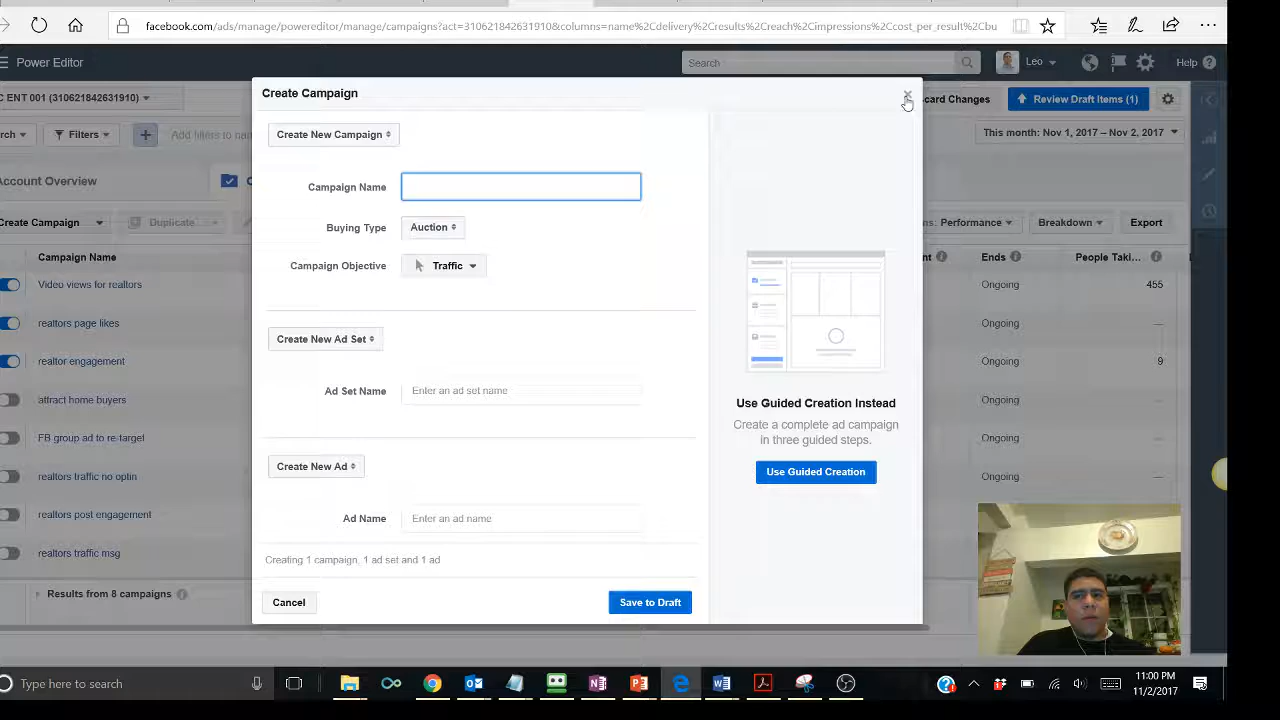 facebook.com/ads/manage/powereditor/manage/campaigns?act=310621842631910&columns=name%2Cdelivery%2Cresults%2Creach%2Cimpressions%2Ccost_per_result%2Cbu
Power Editor
Search
Leo
Help
C ENT 001 (310621842631910)
Create Campaign
card Changes
Review Draft Items (1)
rch
Filters
Add filters to nar
Create New Campaign
This month: Nov 1, 2017 – Nov 2, 2017
Account Overview
C
Campaign Name
Create Campaign
Duplicate
Buying Type
Auction
ns: Performance
Breakdown
Export
Campaign Name
Campaign Objective
Traffic
nt
Ends
People Taki...
realtors
Ongoing
455
realtors page likes
Create New Ad Set
Ongoing
realtor engagement
Ongoing
9
Ad Set Name
Enter an ad set name
attract home buyers
Use Guided Creation Instead
Ongoing
Create a complete ad campaign
in three guided steps.
FB group ad to re-target
Ongoing
Create New Ad
Use Guided Creation
realtors traffic no optin
Ongoing
realtors post engagement
Ad Name
Enter an ad name
realtors traffic msg
Creating 1 campaign, 1 ad set and 1 ad
Results from 8 campaigns
Cancel
Save to Draft
Type here to search
11:00 PM
11/2/2017